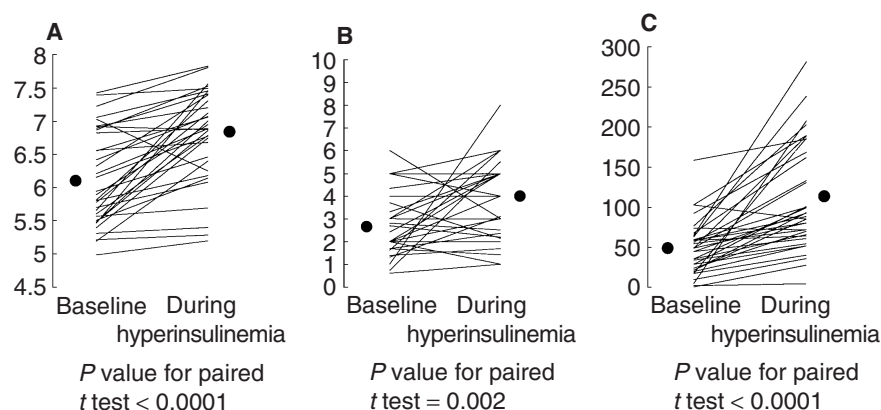 A
8
7.5
7
6.5
6
5.5
5
4.5
Baseline During
hyperinsulinemia
P value for paired
t test < 0.0001
B
10
9
8
7
6
5
4
3
2
1
0
Baseline During
hyperinsulinemia
P value for paired
t test = 0.002
C
300
250
200
150
100
50
0
Baseline During
hyperinsulinemia
P value for paired
t test < 0.0001